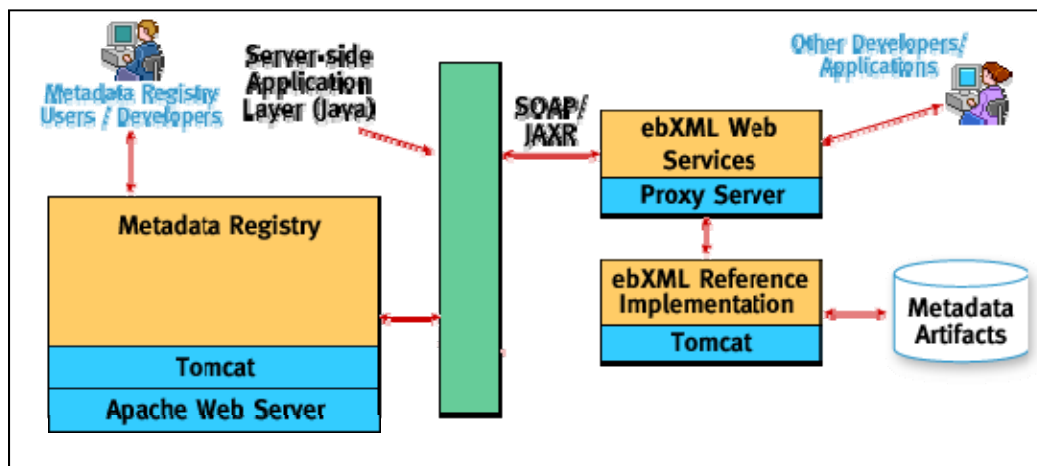 Metadata Registry
Users / Developers
Server-side
Application
Layer (Java)
SOAP/
JAXR
Other Developers/
Applications
ebXML Web
Services
Proxy Server
Metadata Registry
Tomcat
Apache Web Server
ebXML Reference
Implementation
Tomcat
Metadata
Artifacts